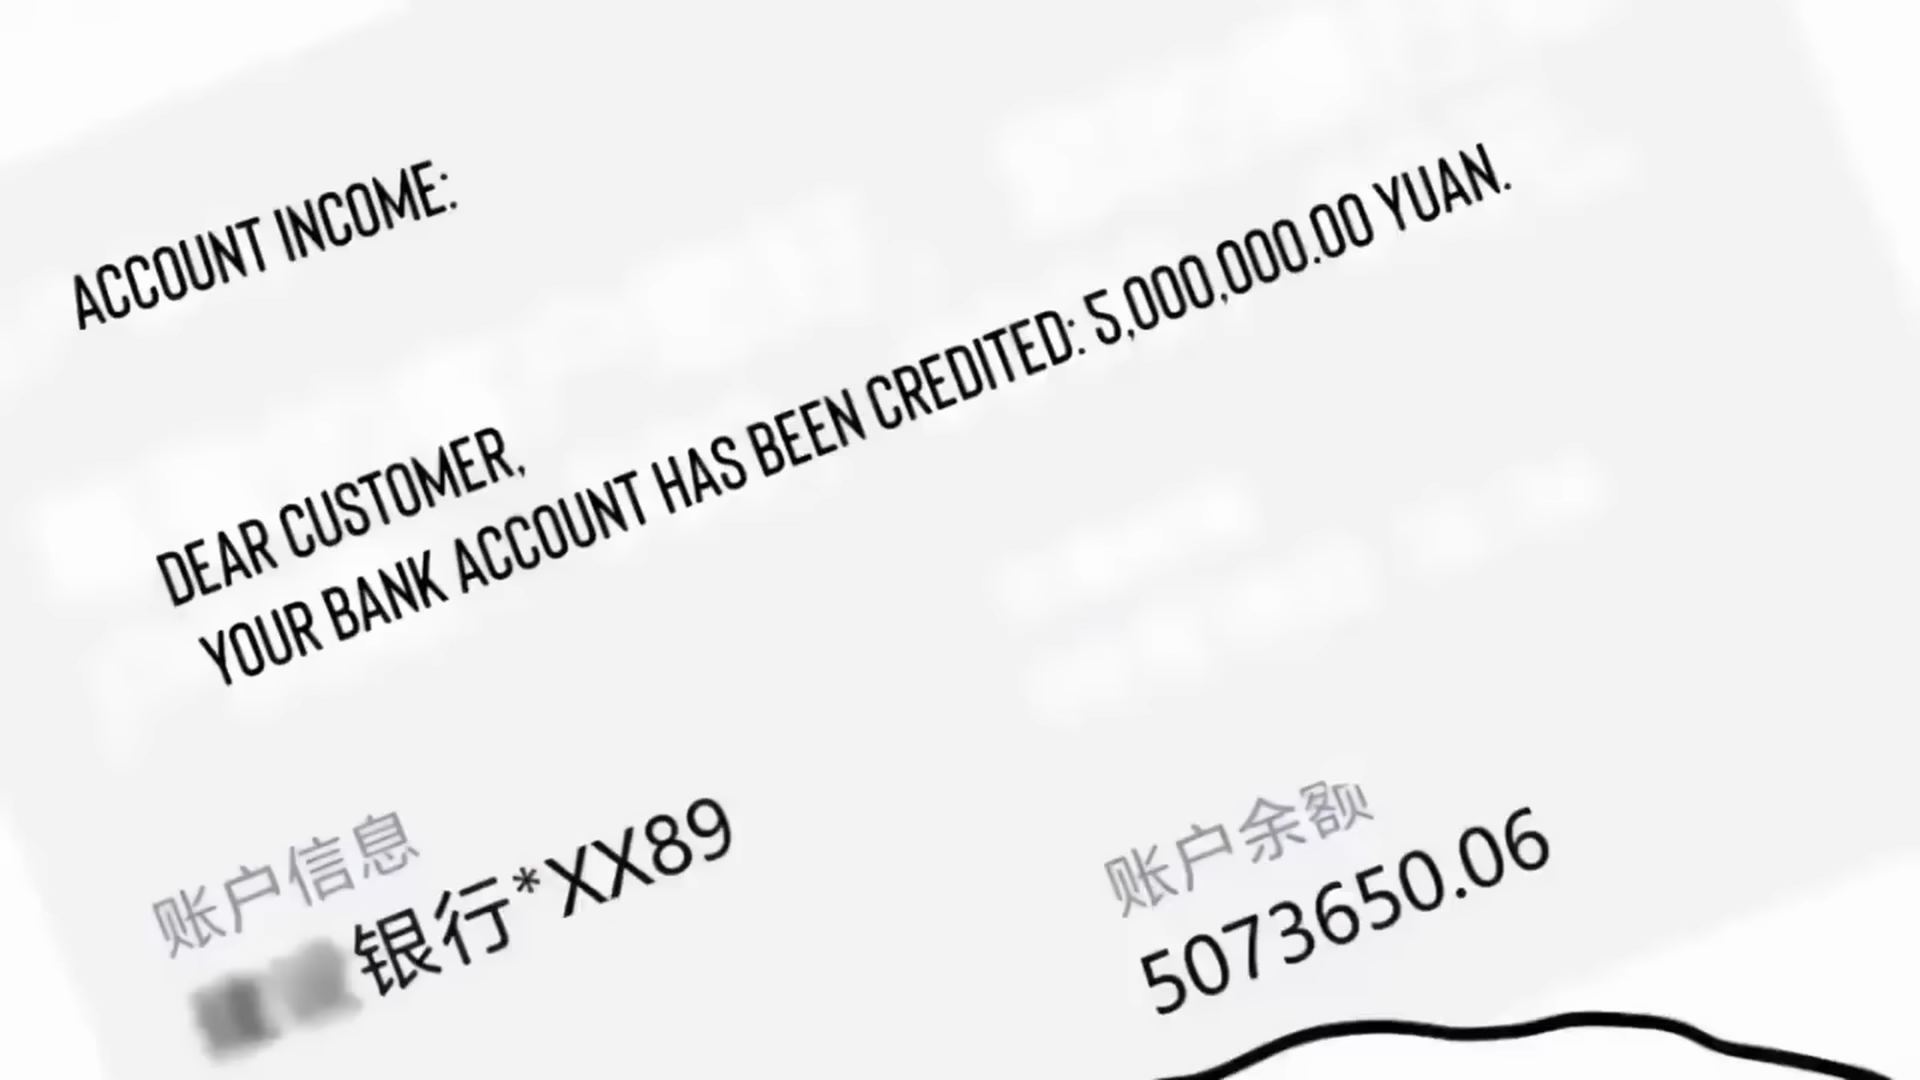 ACCOUNT INCOME:
DEAR CUSTOMER,
YOUR BANK ACCOUNT HAS BEEN CREDITED: 5,000,000.00 YUAN.
账户信息
银行*XX89
账户余额
5073650.06